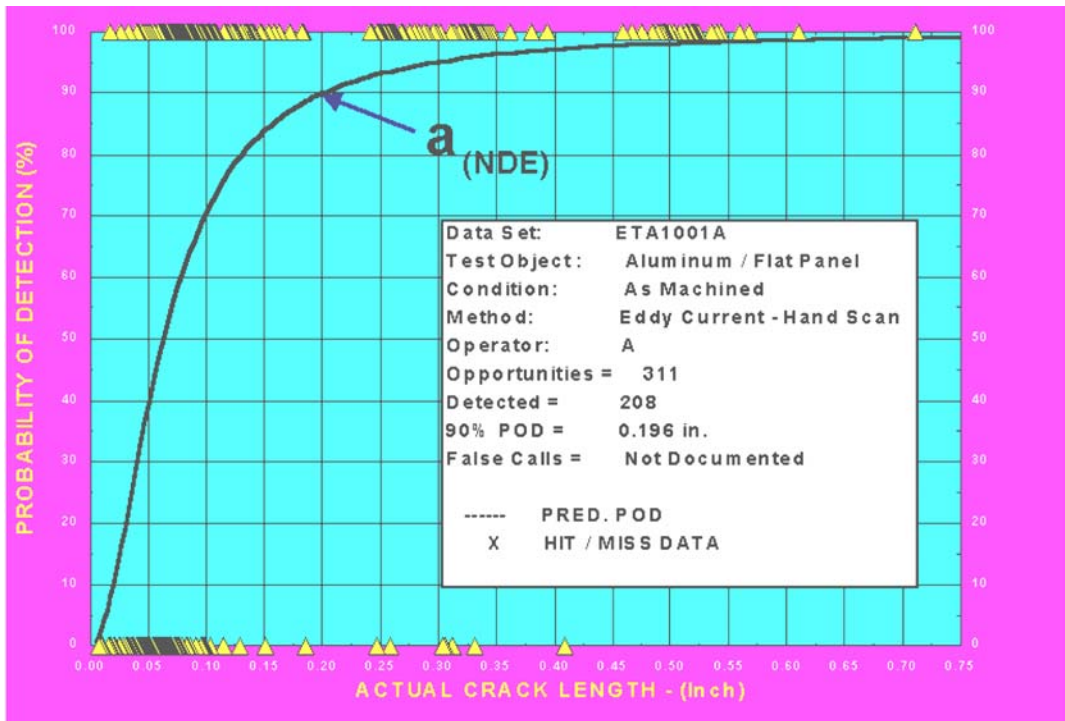 100
100
90
90
80
80
70
70
60
60
50
50
40
40
30
30
20
20
10
10
0
0
PROBABILITY OF DETECTION (%)
a (NDE)
Data Set: ETA1001A
Test Object: Aluminum / Flat Panel
Condition: As Machined
Method: Eddy Current - Hand Scan
Operator: A
Opportunities = 311
Detected = 208
90% POD = 0.196 in.
False Calls = Not Documented
------ PRED. POD
X HIT / MISS DATA
0.00 0.05 0.10 0.15 0.20 0.25 0.30 0.35 0.40 0.45 0.50 0.55 0.60 0.65 0.70 0.75
ACTUAL CRACK LENGTH - (Inch)